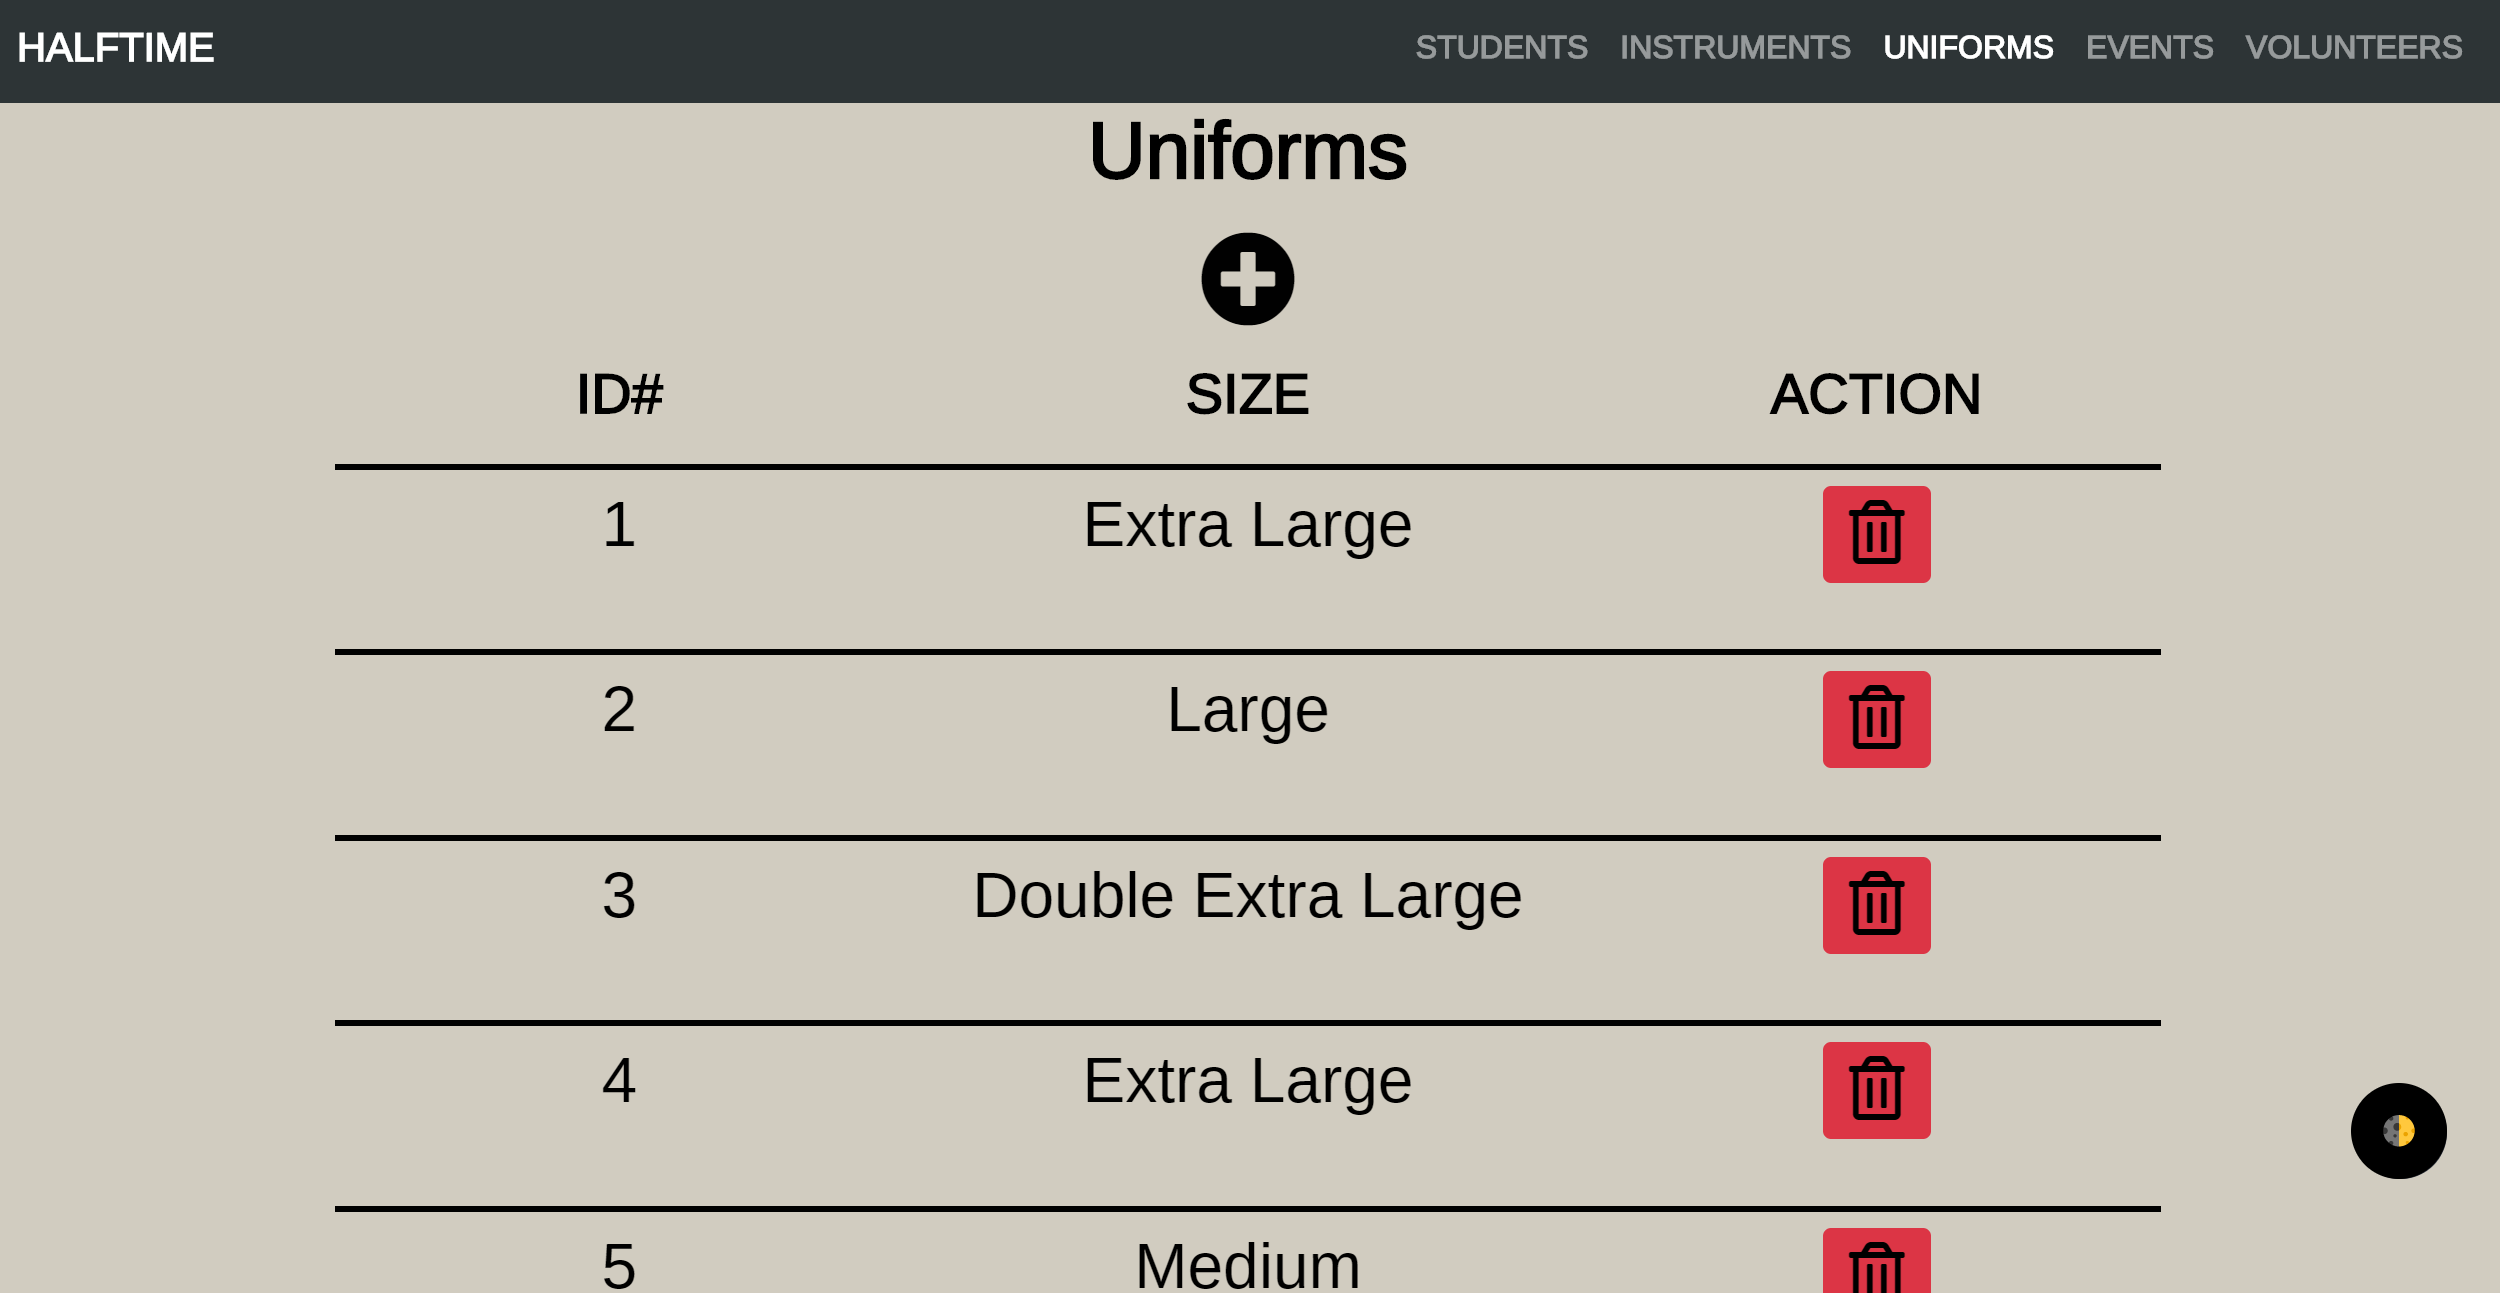 HALFTIME STUDENTS INSTRUMENTS UNIFORMS EVENTS VOLUNTEERS
Uniforms
ID# SIZE ACTION
1 Extra Large
2 Large
3 Double Extra Large
4 Extra Large
5 Medium